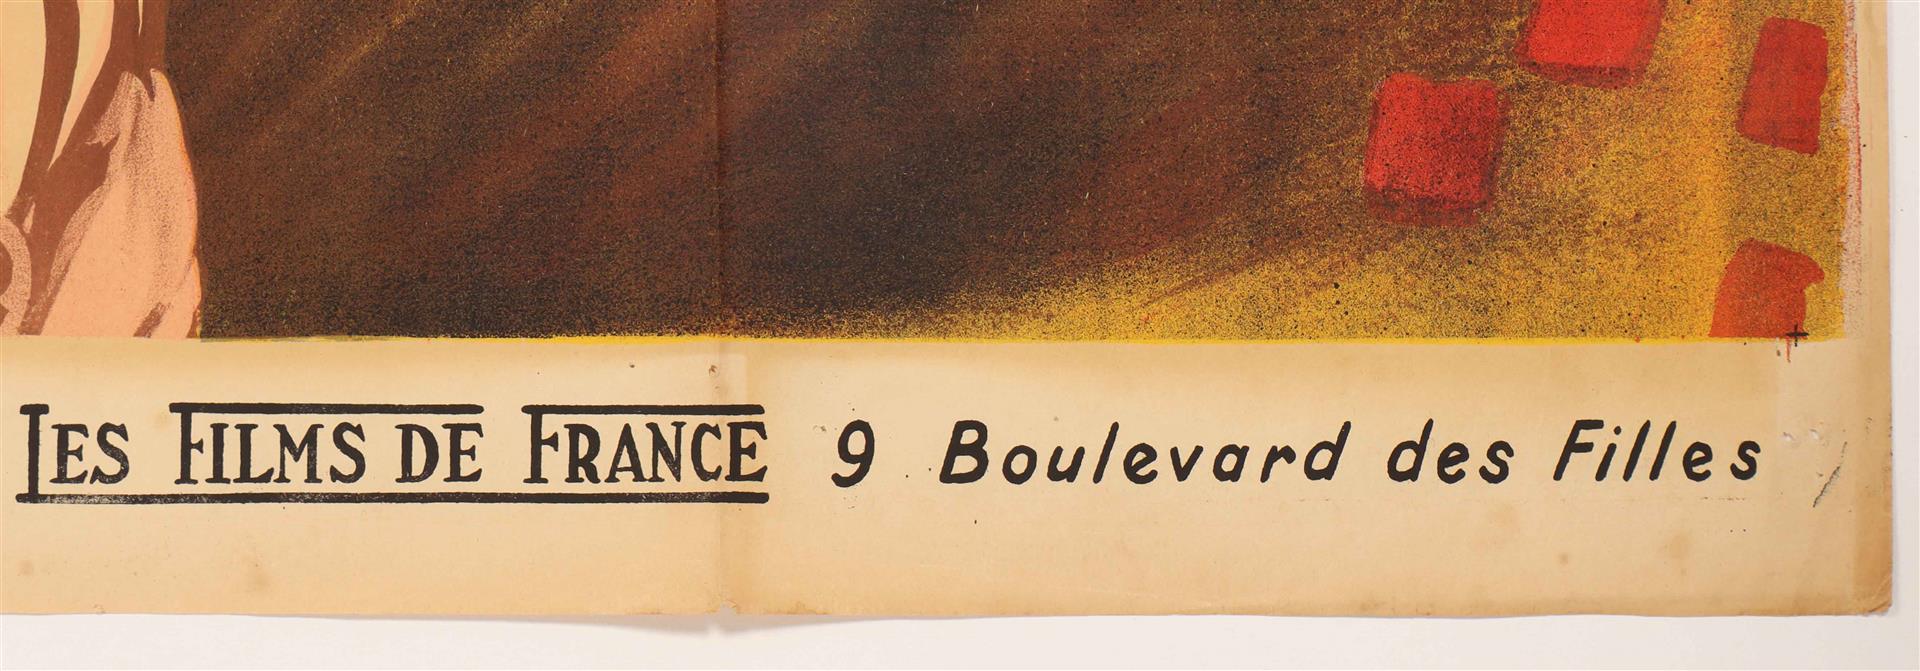 LES FILMS DE FRANCE 9 Boulevard des Filles